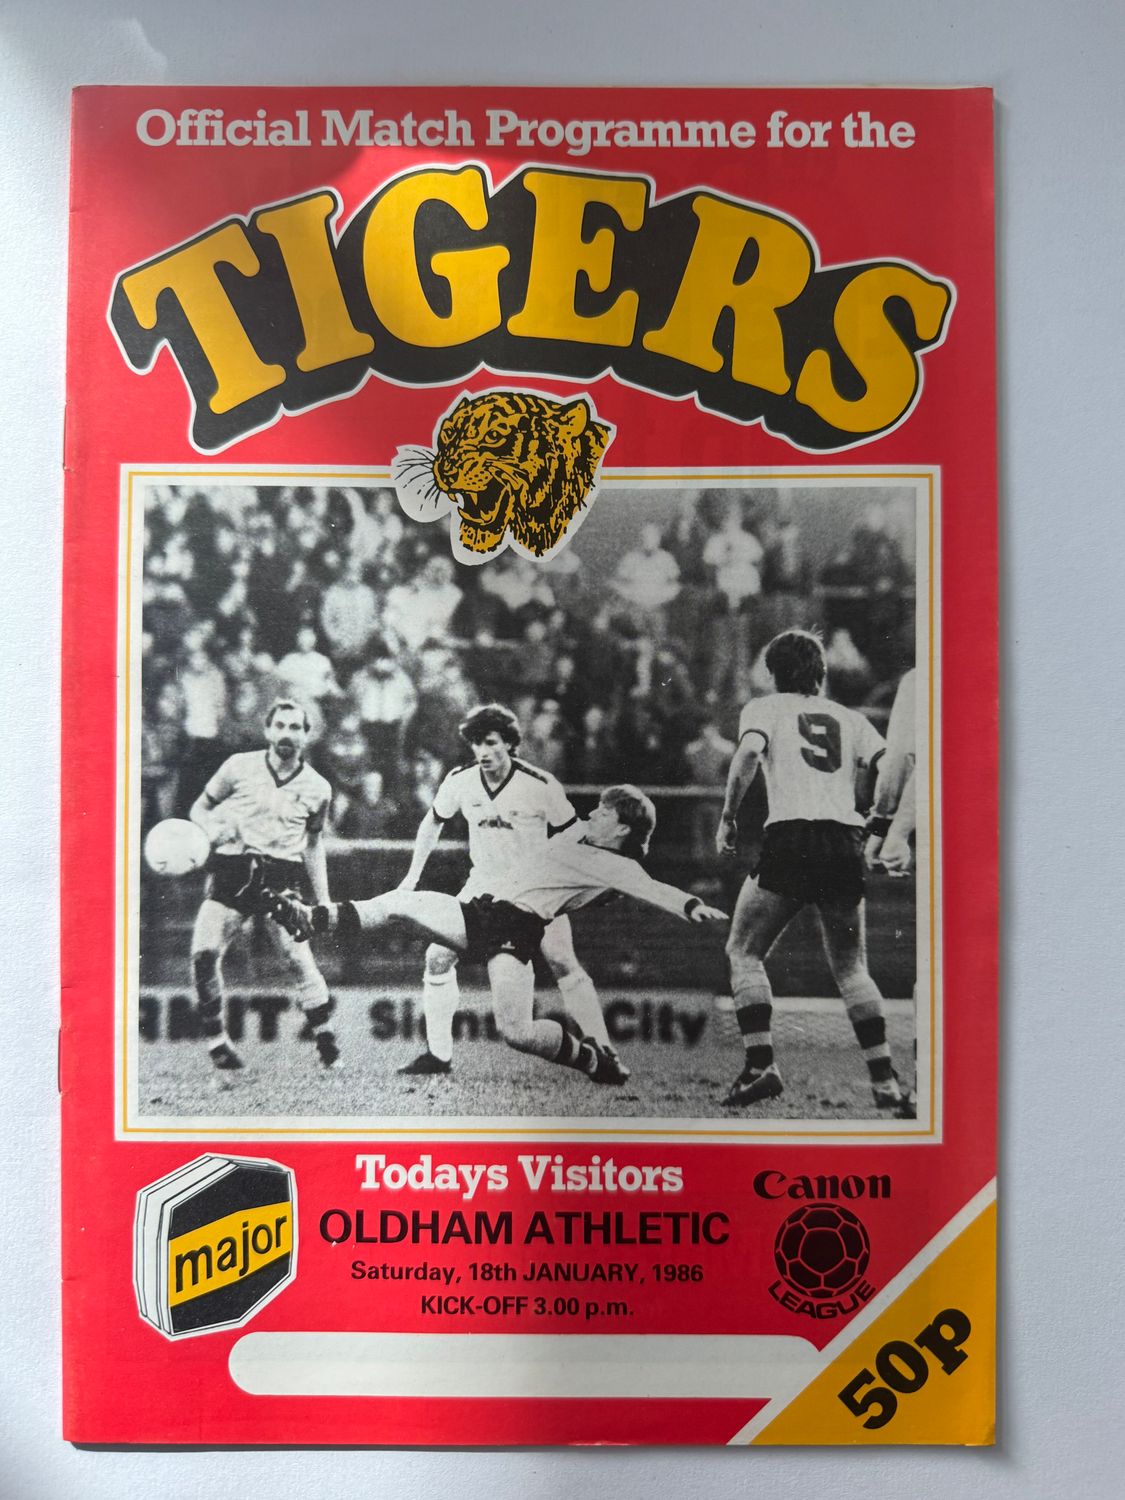 Official Match Programme for the
TIGERS
9
City
Todays Visitors
OLDHAM ATHLETIC
Saturday, 18th JANUARY, 1986
KICK-OFF 3.00 p.m.
major
Canon
LEAGUE
50p